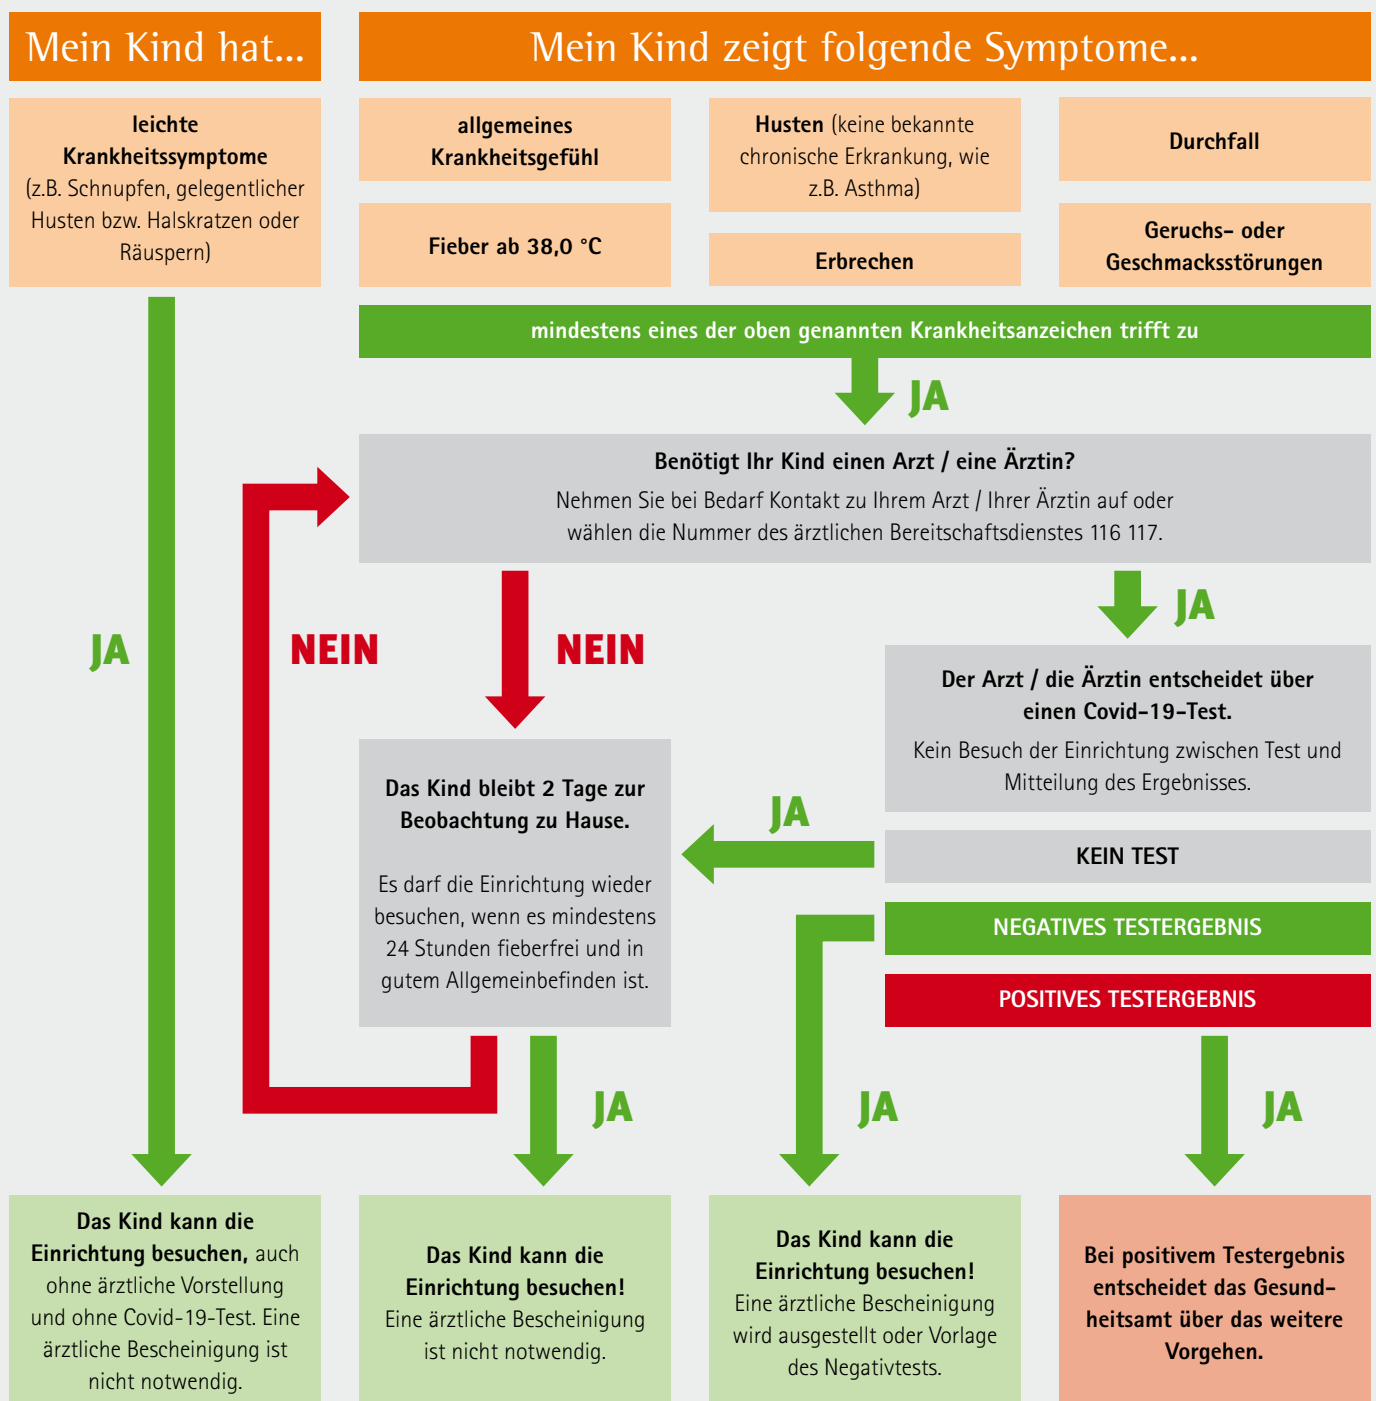 Mein Kind hat...
Mein Kind zeigt folgende Symptome...
leichte
Krankheitssymptome
(z.B. Schnupfen, gelegentlicher
Husten bzw. Halskratzen oder
Räuspern)
allgemeines
Krankheitsgefühl
Fieber ab 38,0 °C
Husten (keine bekannte
chronische Erkrankung, wie
z.B. Asthma)
Erbrechen
Durchfall
Geruchs- oder
Geschmacksstörungen
mindestens eines der oben genannten Krankheitsanzeichen trifft zu
JA
Benötigt Ihr Kind einen Arzt / eine Ärztin?
Nehmen Sie bei Bedarf Kontakt zu Ihrem Arzt / Ihrer Ärztin auf oder
wählen die Nummer des ärztlichen Bereitschaftsdienstes 116 117.
JA
NEIN
NEIN
JA
Der Arzt / die Ärztin entscheidet über
einen Covid-19-Test.
Kein Besuch der Einrichtung zwischen Test und
Mitteilung des Ergebnisses.
Das Kind bleibt 2 Tage zur
Beobachtung zu Hause.
Es darf die Einrichtung wieder
besuchen, wenn es mindestens
24 Stunden fieberfrei und in
gutem Allgemeinbefinden ist.
JA
KEIN TEST
NEGATIVES TESTERGEBNIS
POSITIVES TESTERGEBNIS
JA
JA
JA
Das Kind kann die
Einrichtung besuchen, auch
ohne ärztliche Vorstellung
und ohne Covid-19-Test. Eine
ärztliche Bescheinigung ist
nicht notwendig.
Das Kind kann die
Einrichtung besuchen!
Eine ärztliche Bescheinigung
ist nicht notwendig.
Das Kind kann die
Einrichtung besuchen!
Eine ärztliche Bescheinigung
wird ausgestellt oder Vorlage
des Negativtests.
Bei positivem Testergebnis
entscheidet das Gesund-
heitsamt über das weitere
Vorgehen.